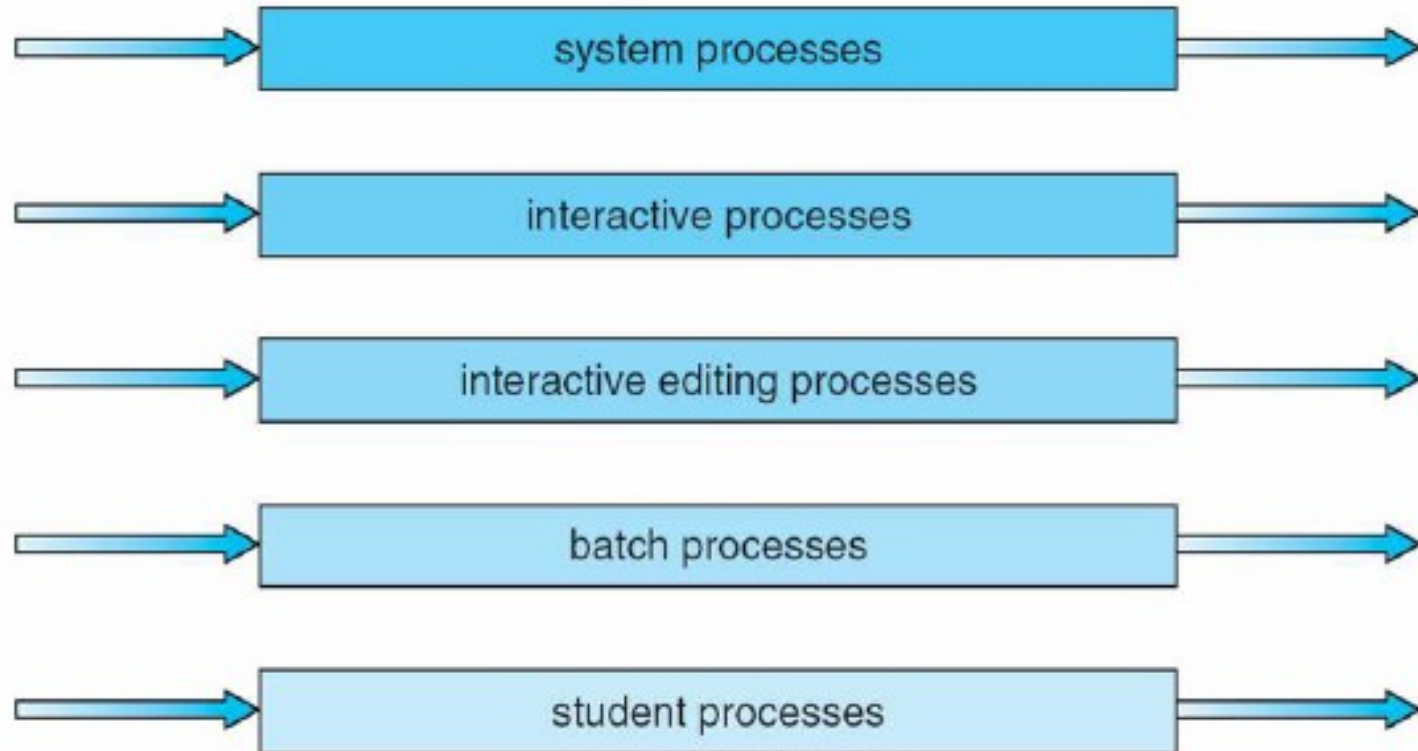 system processes
interactive processes
interactive editing processes
batch processes
student processes